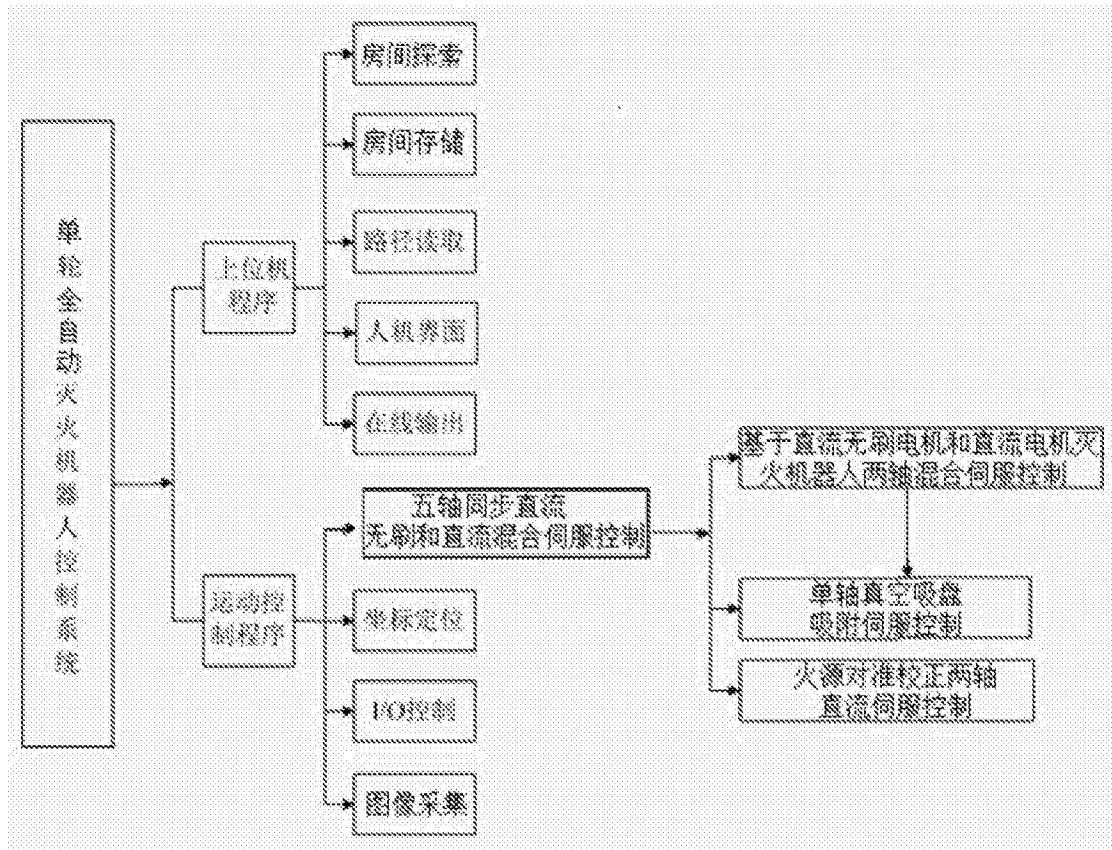 单轮全自动灭火机器人控制系统
上位机
程序
房间探索
房间存储
路径读取
人机界面
在线输出
运动控
制程序
五轴同步直流
无刷和直流混合伺服控制
坐标定位
I/O控制
图像采集
基于直流无刷电机和直流电机灭
火机器人两轴混合伺服控制
单轴真空吸盘
吸附伺服控制
火源对准校正两轴
直流伺服控制